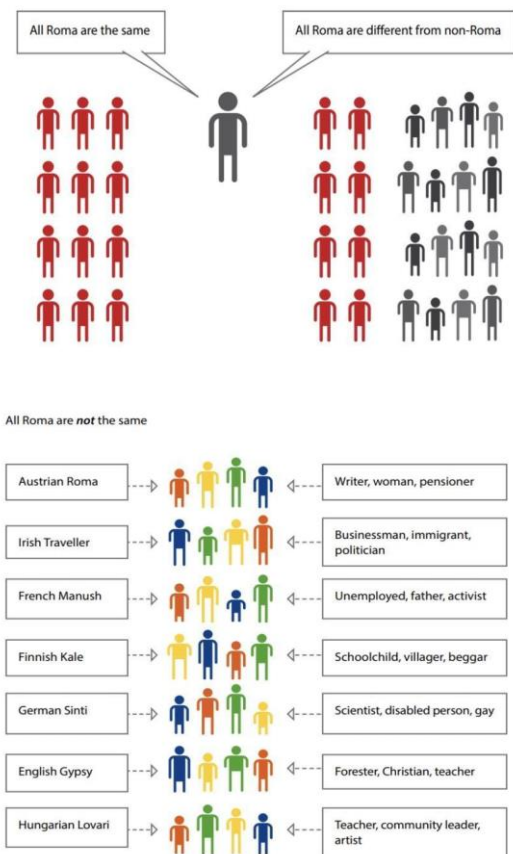 All Roma are the same
All Roma are different from non-Roma
All Roma are not the same
Austrian Roma
Writer, woman, pensioner
Irish Traveller
Businessman, immigrant,
politician
French Manush
Unemployed, father, activist
Finnish Kale
Schoolchild, villager, beggar
German Sinti
Scientist, disabled person, gay
English Gypsy
Forester, Christian, teacher
Hungarian Lovari
Teacher, community leader,
artist